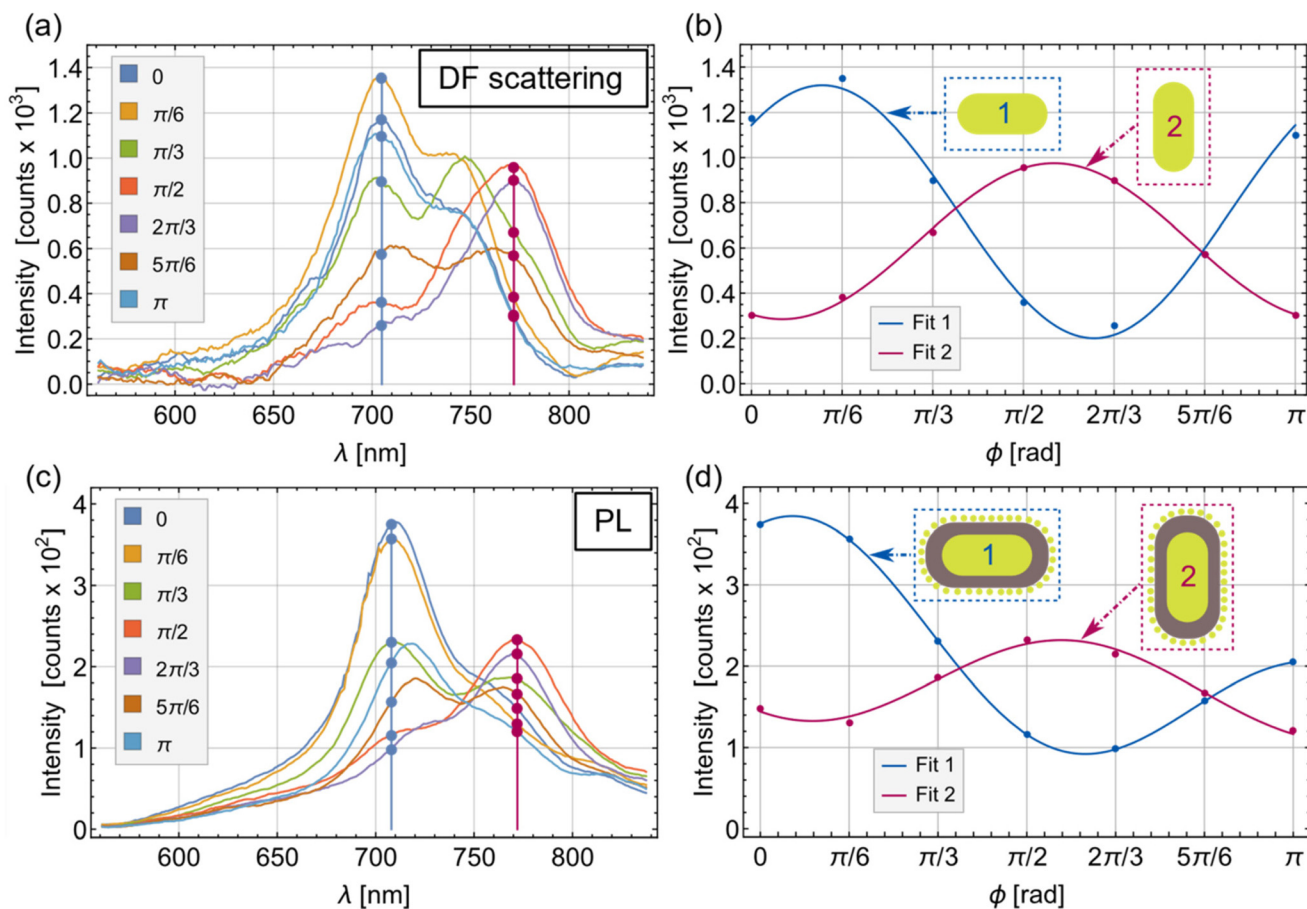 (a)
DF scattering
0
π/6
π/3
π/2
2π/3
5π/6
π
Intensity [counts x 10³]
1.4
1.2
1.0
0.8
0.6
0.4
0.2
0.0
600 650 700 750 800
λ [nm]
(b)
1
2
Fit 1
Fit 2
Intensity [counts x 10³]
1.4
1.2
1.0
0.8
0.6
0.4
0.2
0.0
0 π/6 π/3 π/2 2π/3 5π/6 π
ϕ [rad]
(c)
PL
0
π/6
π/3
π/2
2π/3
5π/6
π
Intensity [counts x 10²]
4
3
2
1
0
600 650 700 750 800
λ [nm]
(d)
1
2
Fit 1
Fit 2
Intensity [counts x 10²]
4
3
2
1
0
0 π/6 π/3 π/2 2π/3 5π/6 π
ϕ [rad]